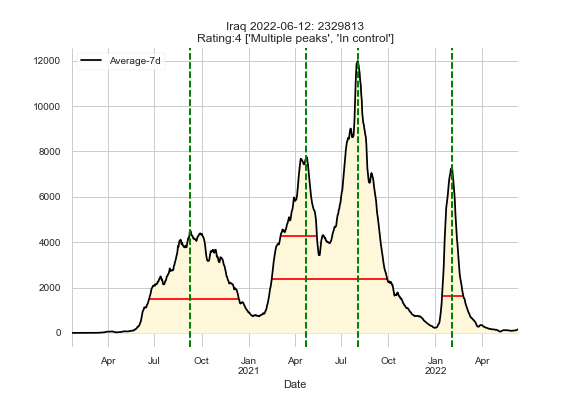 Iraq 2022-06-12: 2329813
Rating:4 ['Multiple peaks', 'In control']
Average-7d
12000
10000
8000
6000
4000
2000
0
Apr Jul Oct Jan Apr Jul Oct Jan Apr
2021 2022
Date